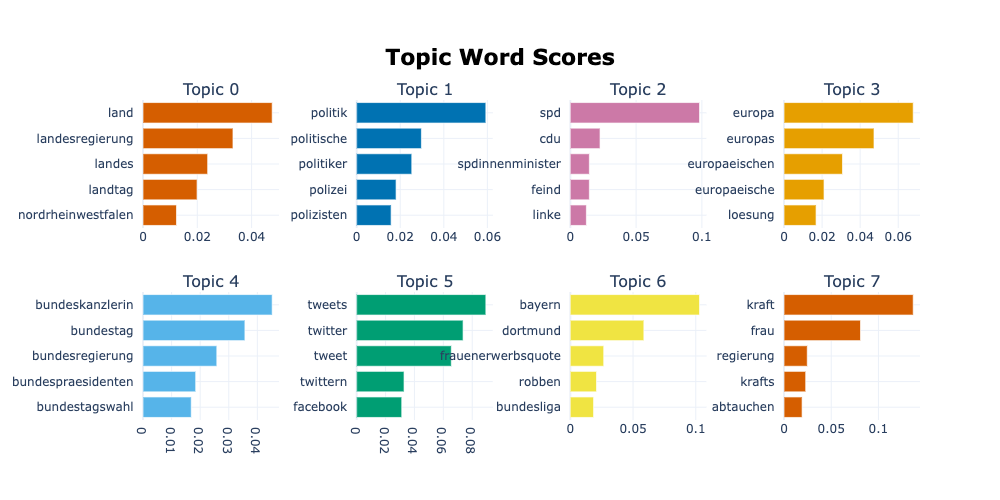 Topic Word Scores
Topic 0
land
landesregierung
landes
landtag
nordrheinwestfalen
0 0.02 0.04
Topic 1
politik
politische
politiker
polizei
polizisten
0 0.02 0.04 0.06
Topic 2
spd
cdu
spdinnenminister
feind
linke
0 0.05 0.1
Topic 3
europa
europas
europaeischen
europaeische
loesung
0 0.02 0.04 0.06
Topic 4
bundeskanzlerin
bundestag
bundesregierung
bundespraesidenten
bundestagswahl
0 0.01 0.02 0.03 0.04
Topic 5
tweets
twitter
tweet
twittern
facebook
0 0.02 0.04 0.06 0.08
Topic 6
bayern
dortmund
frauenerwerbsquote
robben
bundesliga
0 0.05 0.1
Topic 7
kraft
frau
regierung
krafts
abtauchen
0 0.05 0.1